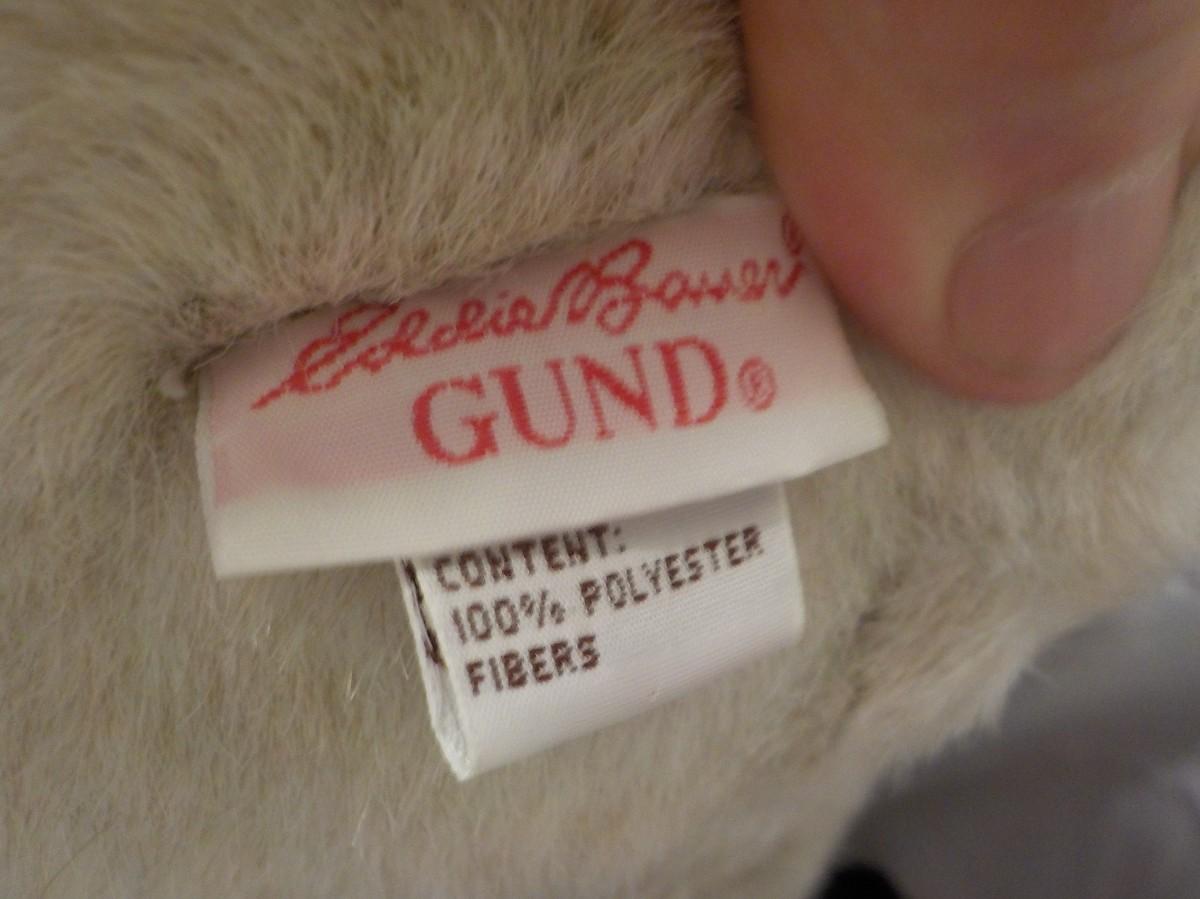 Eddie Bauer®
GUND®
CONTENT:
100% POLYESTER
FIBERS